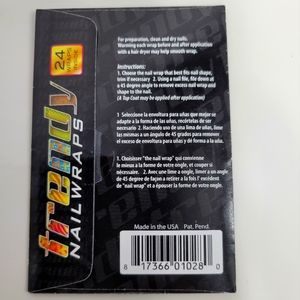 24
trendy
NAILWRAPS
For preparation, clean and dry nails.
Warming each wrap before and after application
with a hair dryer may help smooth wrap.
Instructions:
1. Choose the nail wrap that best fits nail shape,
trim if necessary 2. Using a nail file, file down at
a 45 degree angle to remove excess nail wrap and
shape to the nail.
(A Top Coat may be applied after application)
1 Seleccione la envoltura para uñas que mejor se
adapte a la forma de las uñas, recórtelas de ser
necesario 2. Haciendo uso de una lima de uñas, lime
las mismas a un ángulo de 45 grados para remover
el exceso de envoltura y adaptar la forma de la uña.
1. Choisissez "the nail wrap" qui convienne
le mieux a la forme de votre ongle, et couper si
nécessaire. 2. Avec une lime a ongle, limer a un angle
de 45 degree de façon a retirer a la fois l' excédent
de "nail wrap" et a épouser la forme de votre ongle.
Made in the USA Pat. Pend.
8 17366 01028 0